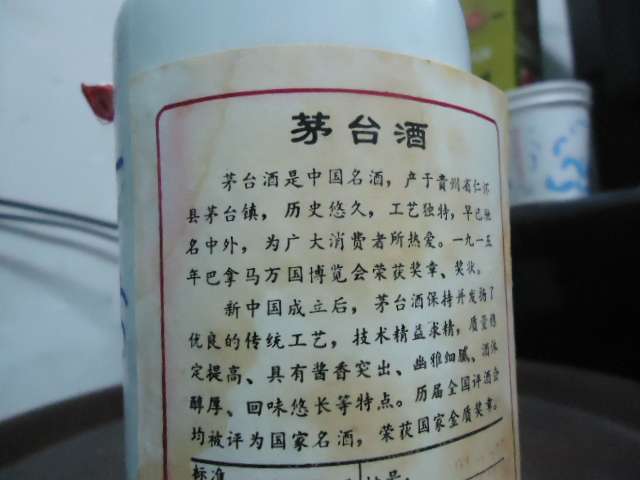 茅台酒
茅台酒是中国名酒，产于贵州省仁怀
县茅台镇，历史悠久，工艺独特，早已驰
名中外，为广大消费者所热爱。一九一五
年巴拿马万国博览会荣获奖章、奖状。
新中国成立后，茅台酒保持并发扬了
优良的传统工艺，技术精益求精，质量稳
定提高、具有酱香突出、幽雅细腻、酒体
醇厚、回味悠长等特点。历届全国评酒会
均被评为国家名酒，荣获国家金质奖章。
标准